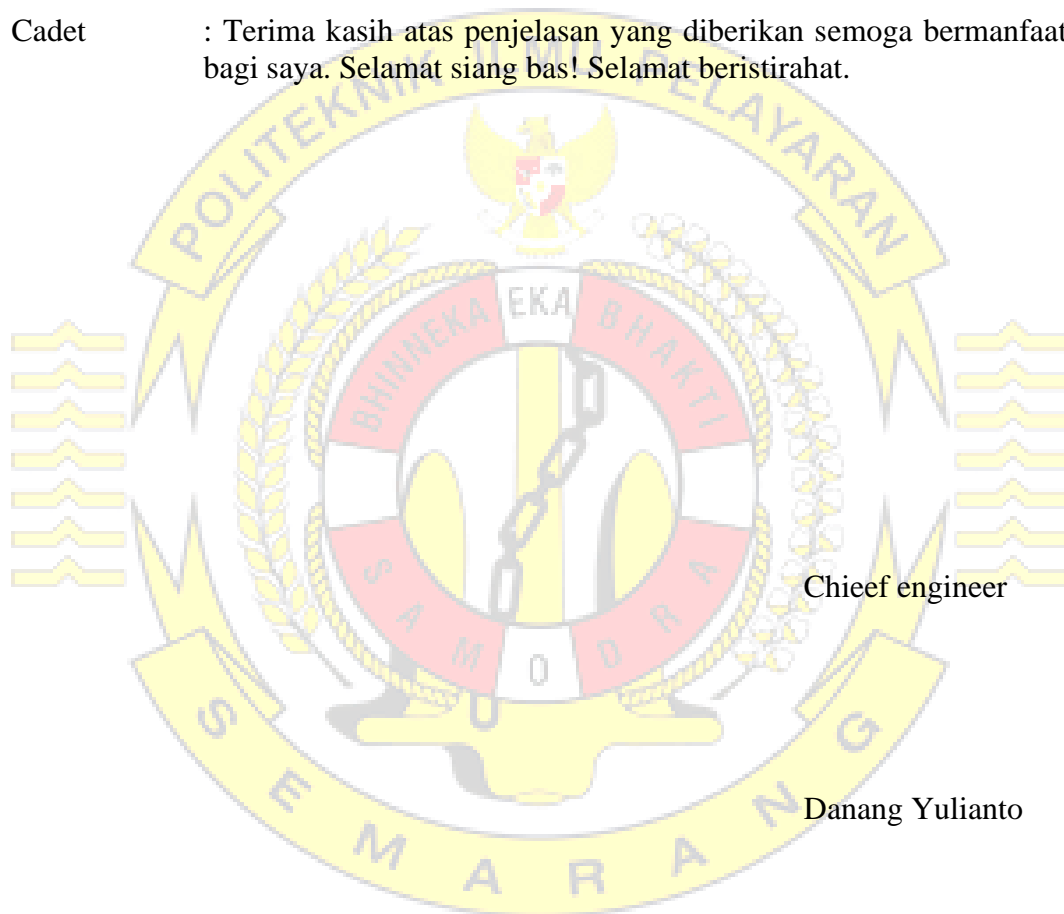 Cadet : Terima kasih atas penjelasan yang diberikan semoga bermanfaat
bagi saya. Selamat siang bas! Selamat beristirahat.
POLITEKNIK ILMU PELAYARAN
BHINNEKA EKA BHAKTI
SAMODRA
Chieef engineer
Danang Yulianto
SEMARANG